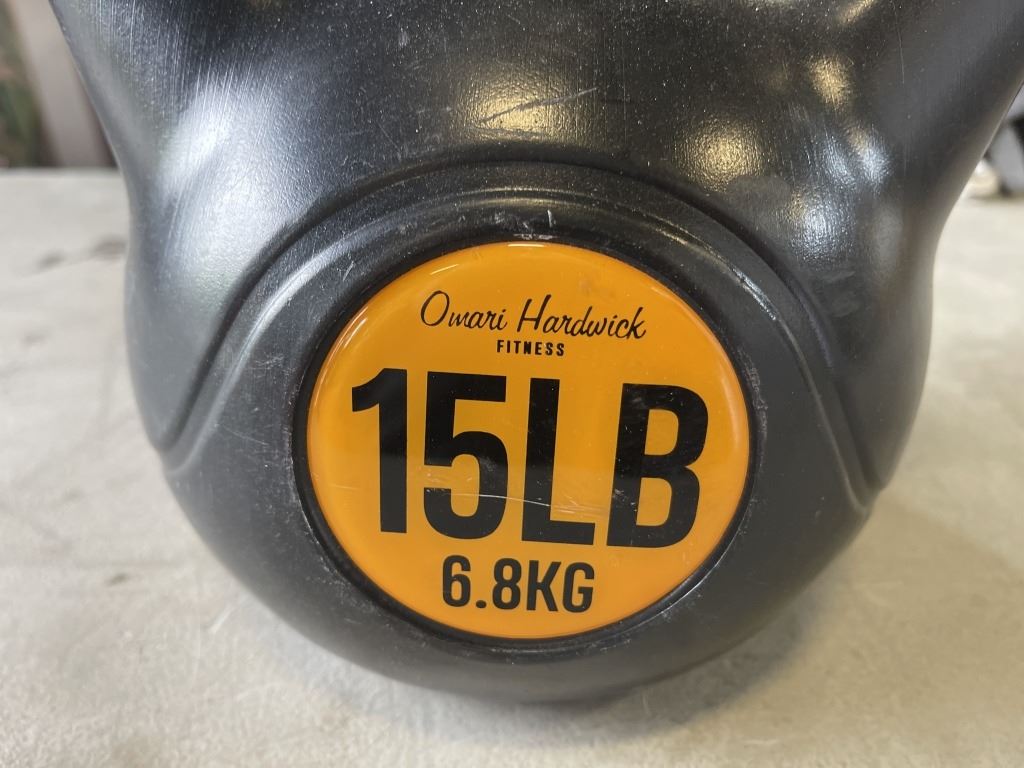 Omari Hardwick
FITNESS
15LB
6.8KG